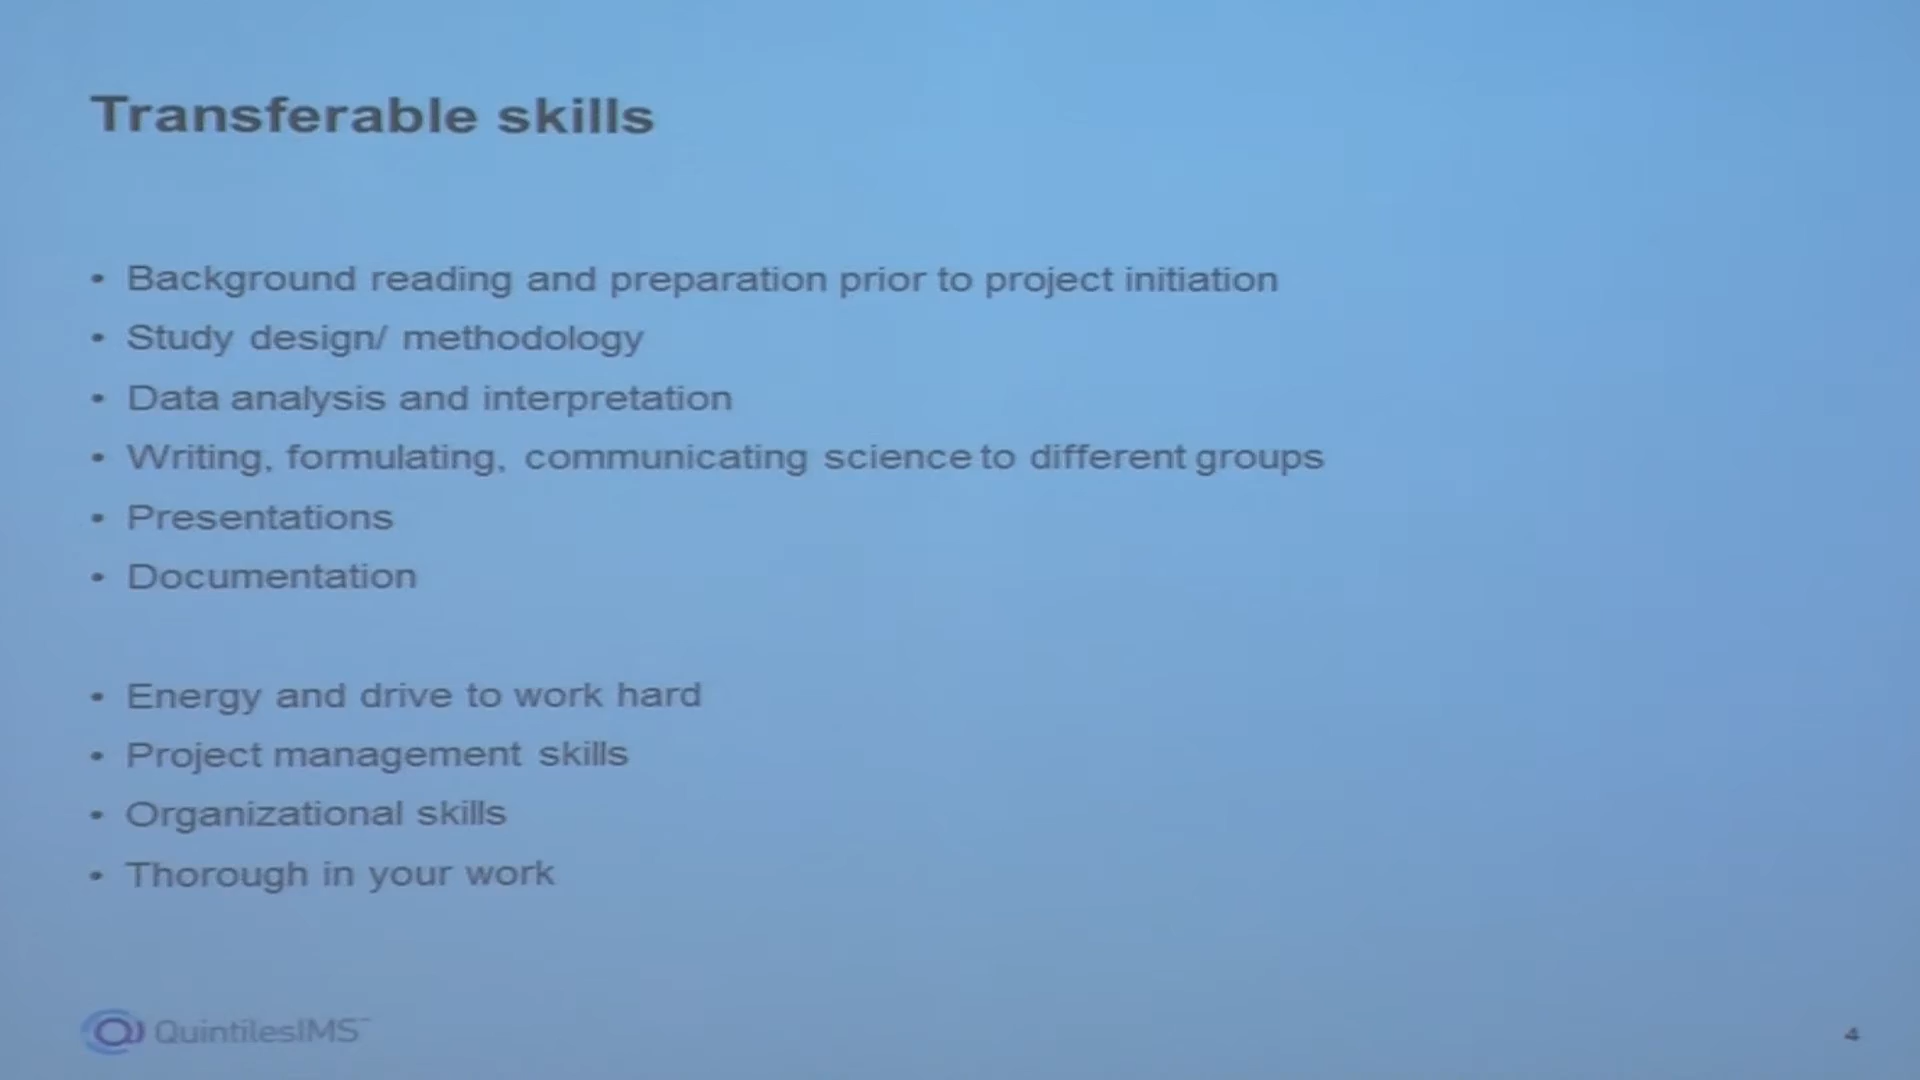 Transferable skills
• Background reading and preparation prior to project initiation
• Study design/ methodology
• Data analysis and interpretation
• Writing, formulating, communicating science to different groups
• Presentations
• Documentation
• Energy and drive to work hard
• Project management skills
• Organizational skills
• Thorough in your work
QuintilesIMS™
4